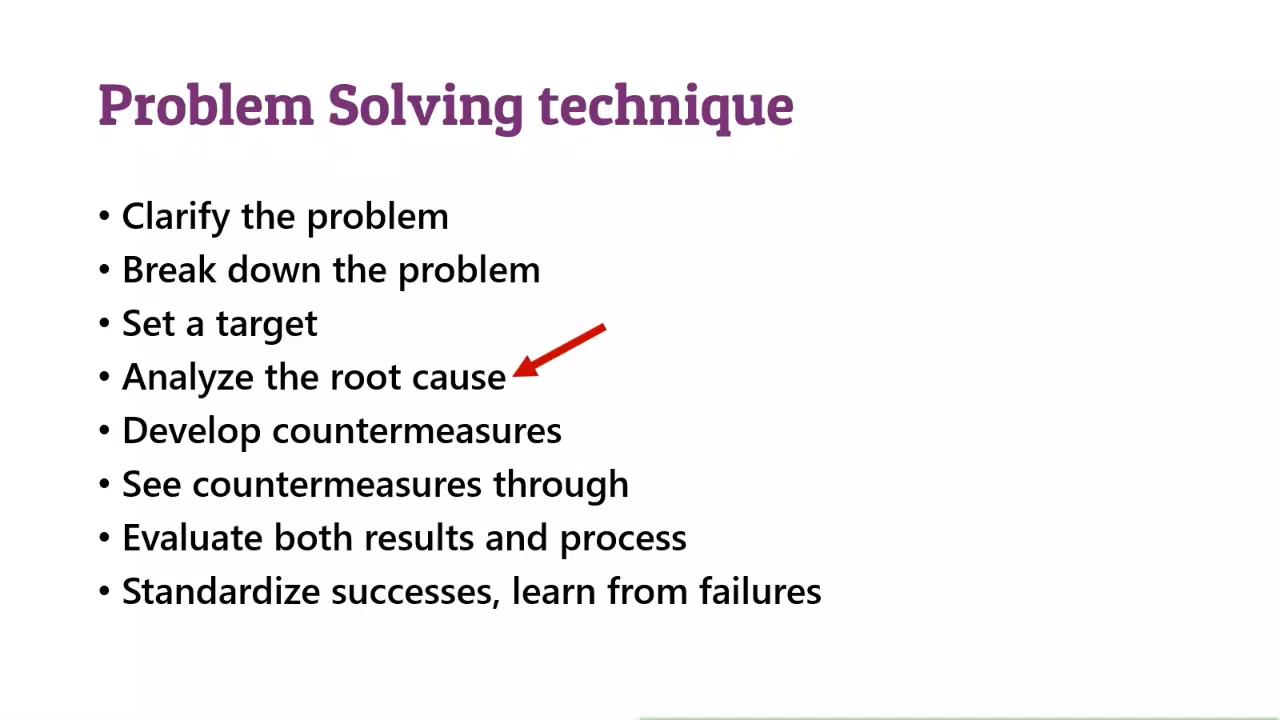 Problem Solving technique
• Clarify the problem
• Break down the problem
• Set a target
• Analyze the root cause
• Develop countermeasures
• See countermeasures through
• Evaluate both results and process
• Standardize successes, learn from failures